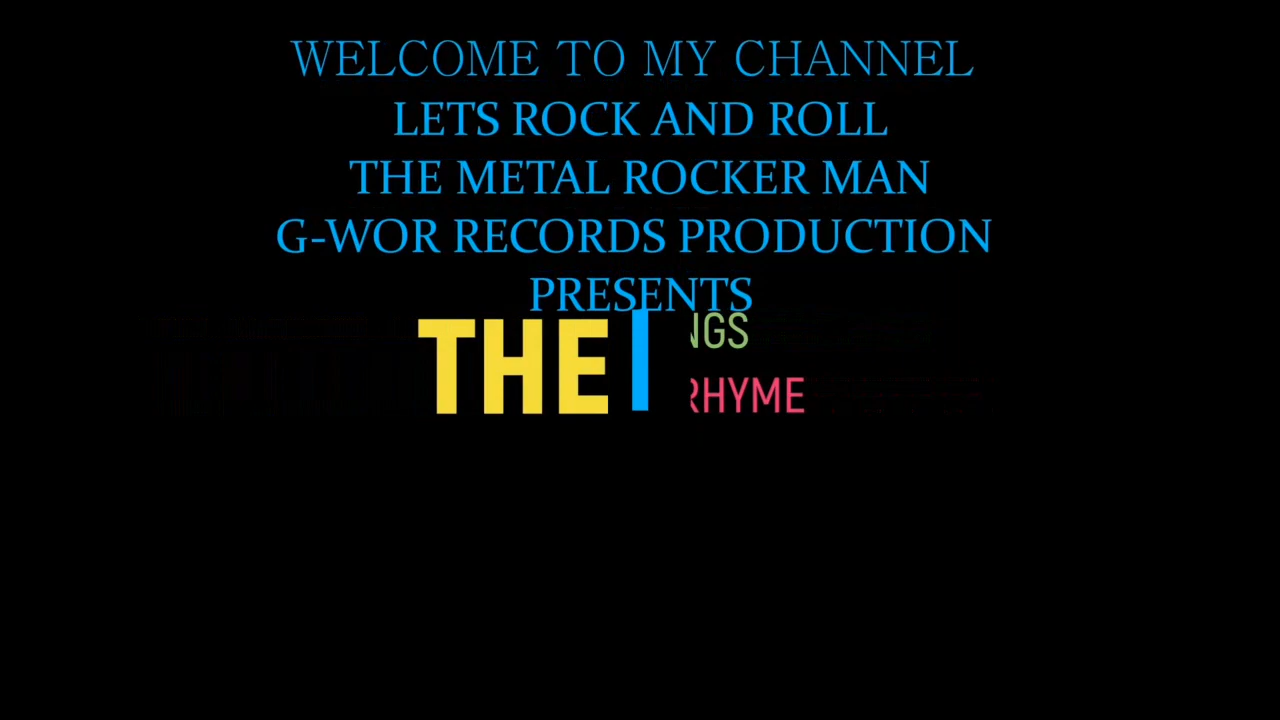 WELCOME TO MY CHANNEL
LETS ROCK AND ROLL
THE METAL ROCKER MAN
G-WOR RECORDS PRODUCTION
PRESENTS
THE
RHYME